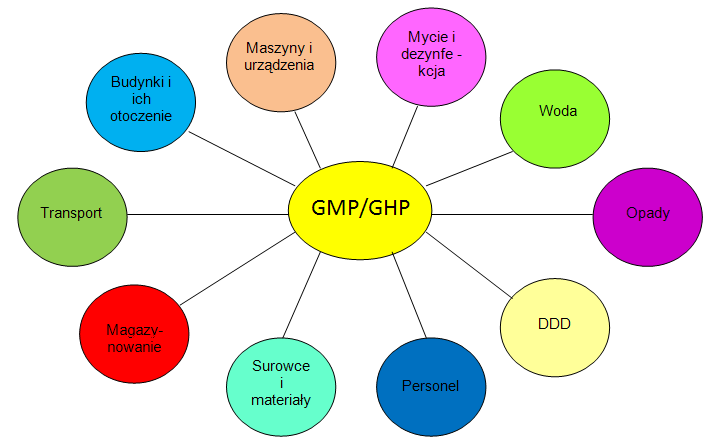 Mycie i
dezynfe -
kcja
Maszyny i
urządzenia
Budynki i
ich
otoczenie
Woda
GMP/GHP
Transport
Opady
Magazy-
nowanie
DDD
Surowce
i
materiały
Personel